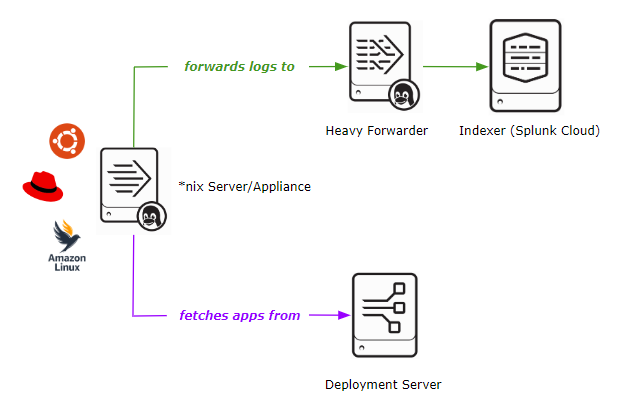 forwards logs to
Heavy Forwarder
Indexer (Splunk Cloud)
*nix Server/Appliance
Amazon
Linux
fetches apps from
Deployment Server